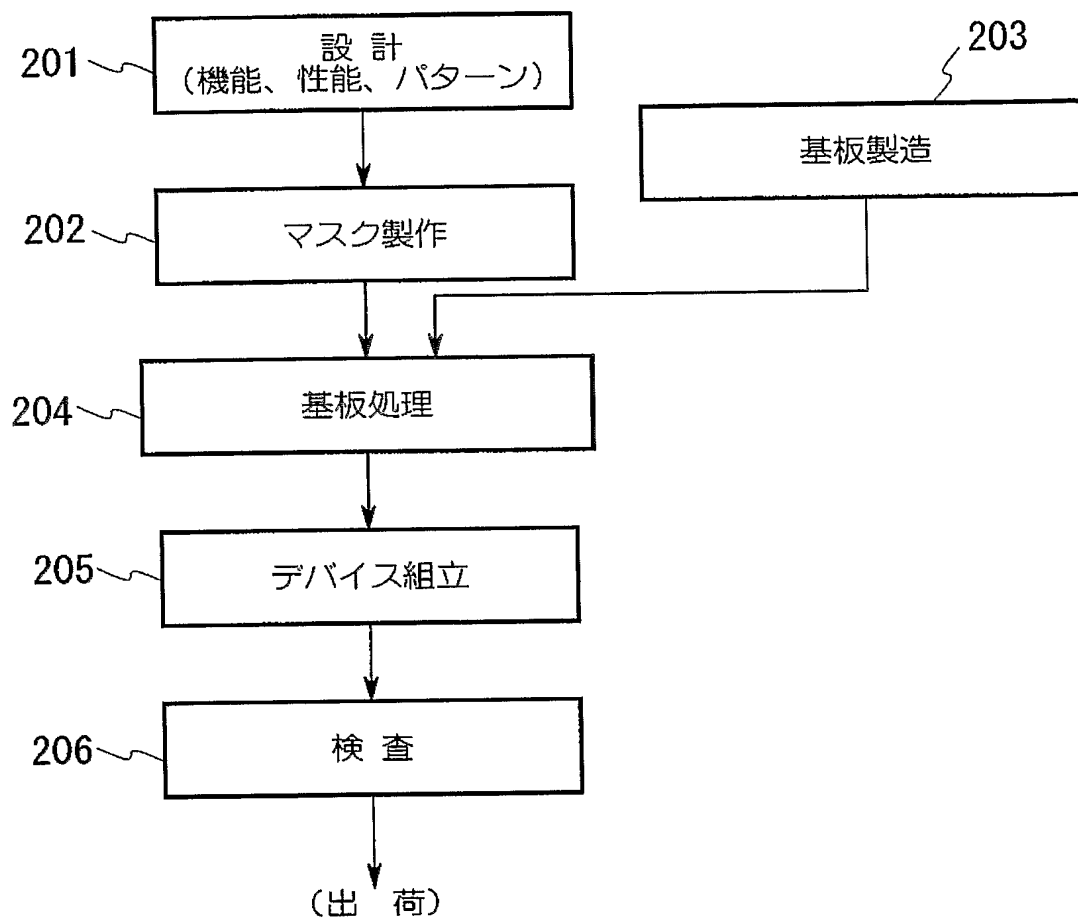 201
設 計
(機能、性能、パターン)
203
基板製造
202
マスク製作
204
基板処理
205
デバイス組立
206
検 査
(出 荷)